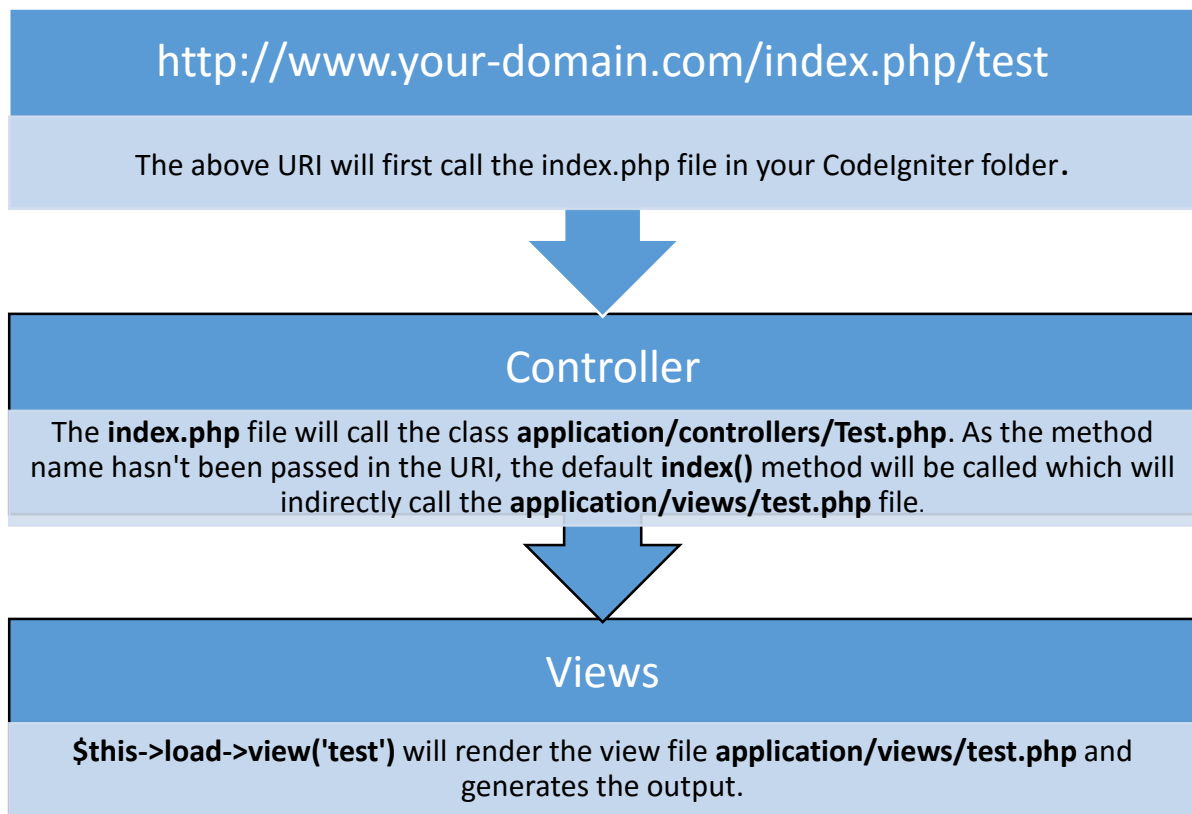 http://www.your-domain.com/index.php/test
The above URI will first call the index.php file in your CodeIgniter folder.
Controller
The index.php file will call the class application/controllers/Test.php. As the method
name hasn't been passed in the URI, the default index() method will be called which will
indirectly call the application/views/test.php file.
Views
$this->load->view('test') will render the view file application/views/test.php and
generates the output.